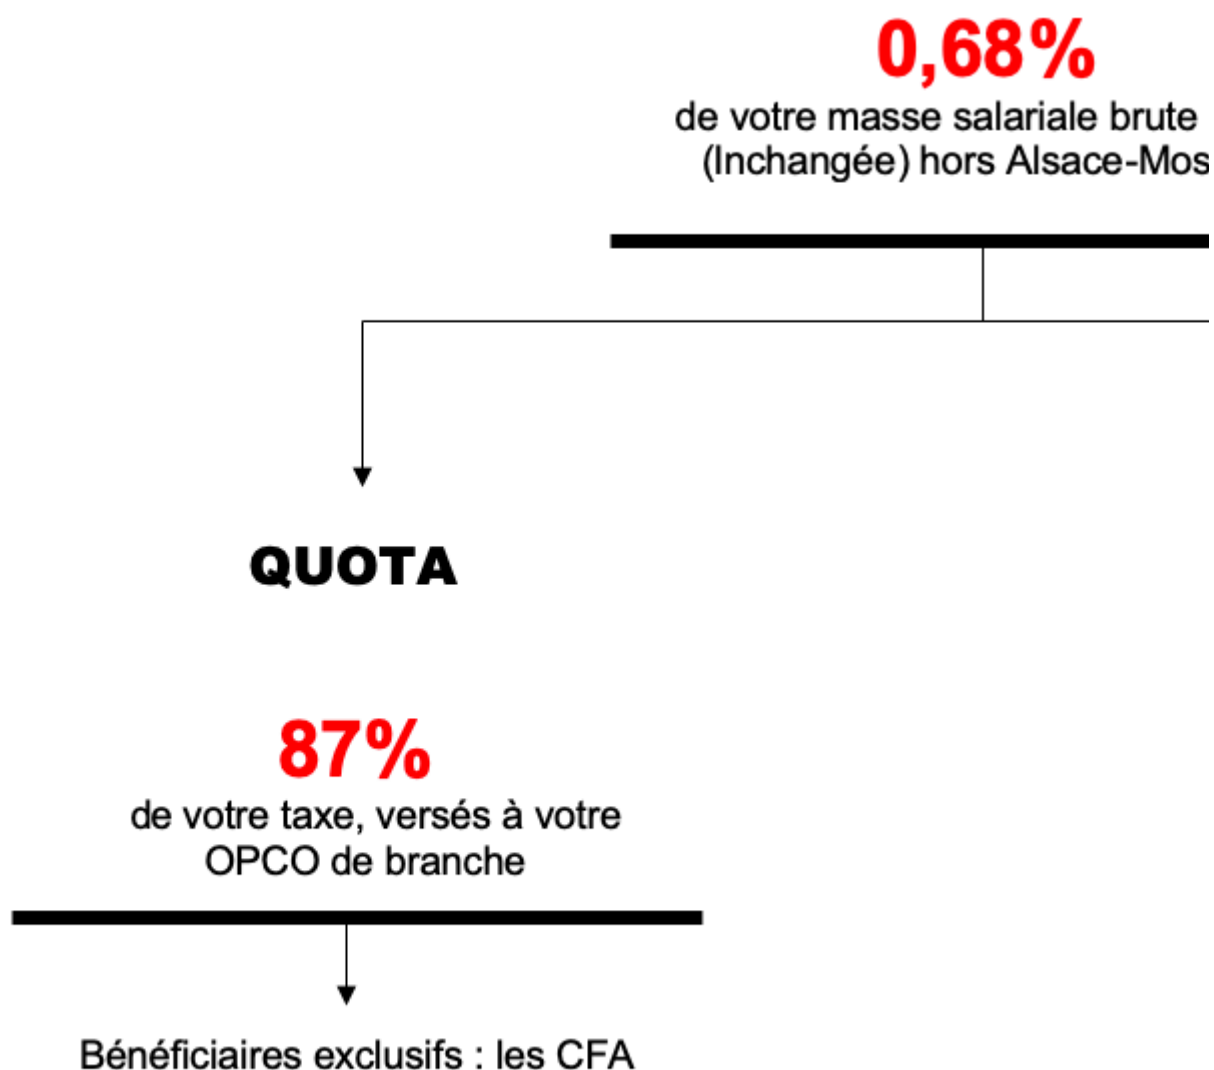 0,68%
de votre masse salariale brute
(Inchangée) hors Alsace-Mos
QUOTA
87%
de votre taxe, versés à votre
OPCO de branche
Bénéficiaires exclusifs : les CFA